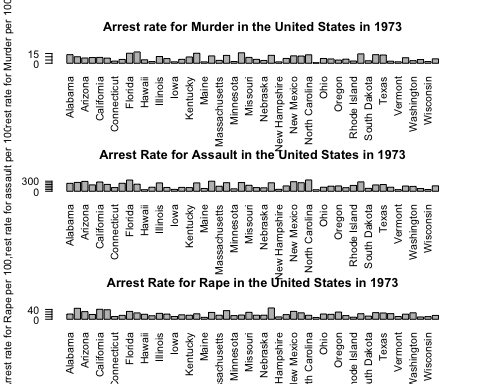 Arrest rate for Murder in the United States in 1973
rest rate for Murder per 100
15
0
Alabama
Arizona
California
Connecticut
Florida
Hawaii
Illinois
Iowa
Kentucky
Maine
Massachusetts
Minnesota
Missouri
Nebraska
New Hampshire
New Mexico
North Carolina
Ohio
Oregon
Rhode Island
South Dakota
Texas
Vermont
Washington
Wisconsin
Arrest Rate for Assault in the United States in 1973
rest rate for assault per 100
300
0
Alabama
Arizona
California
Connecticut
Florida
Hawaii
Illinois
Iowa
Kentucky
Maine
Massachusetts
Minnesota
Missouri
Nebraska
New Hampshire
New Mexico
North Carolina
Ohio
Oregon
Rhode Island
South Dakota
Texas
Vermont
Washington
Wisconsin
Arrest Rate for Rape in the United States in 1973
rest rate for Rape per 100,
40
0
Alabama
Arizona
California
onnecticut
Florida
Hawaii
Illinois
Iowa
Kentucky
Maine
ssachusetts
Minnesota
Missouri
Nebraska
w Hampshire
New Mexico
th Carolina
Ohio
Oregon
hode Island
outh Dakota
Texas
Vermont
Washington
Wisconsin